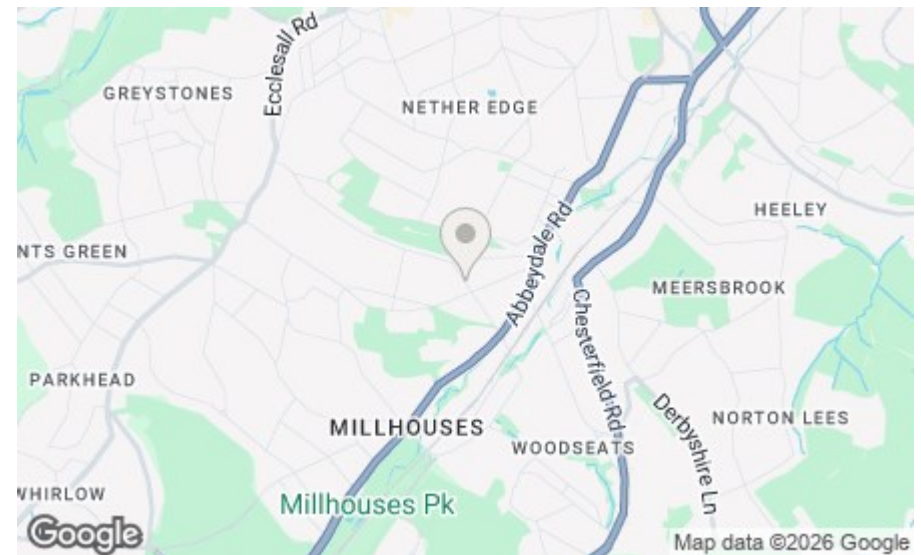 Ecclesall Rd
GREYSTONES
NETHER EDGE
HEELEY
NTS GREEN
Abbeydale Rd
MEERSBROOK
Chesterfield Rd
PARKHEAD
Derbyshire Ln
NORTON LEES
MILLHOUSES
WOODSEATS
WHIRLOW
Millhouses Pk
Google
Map data ©2026 Google